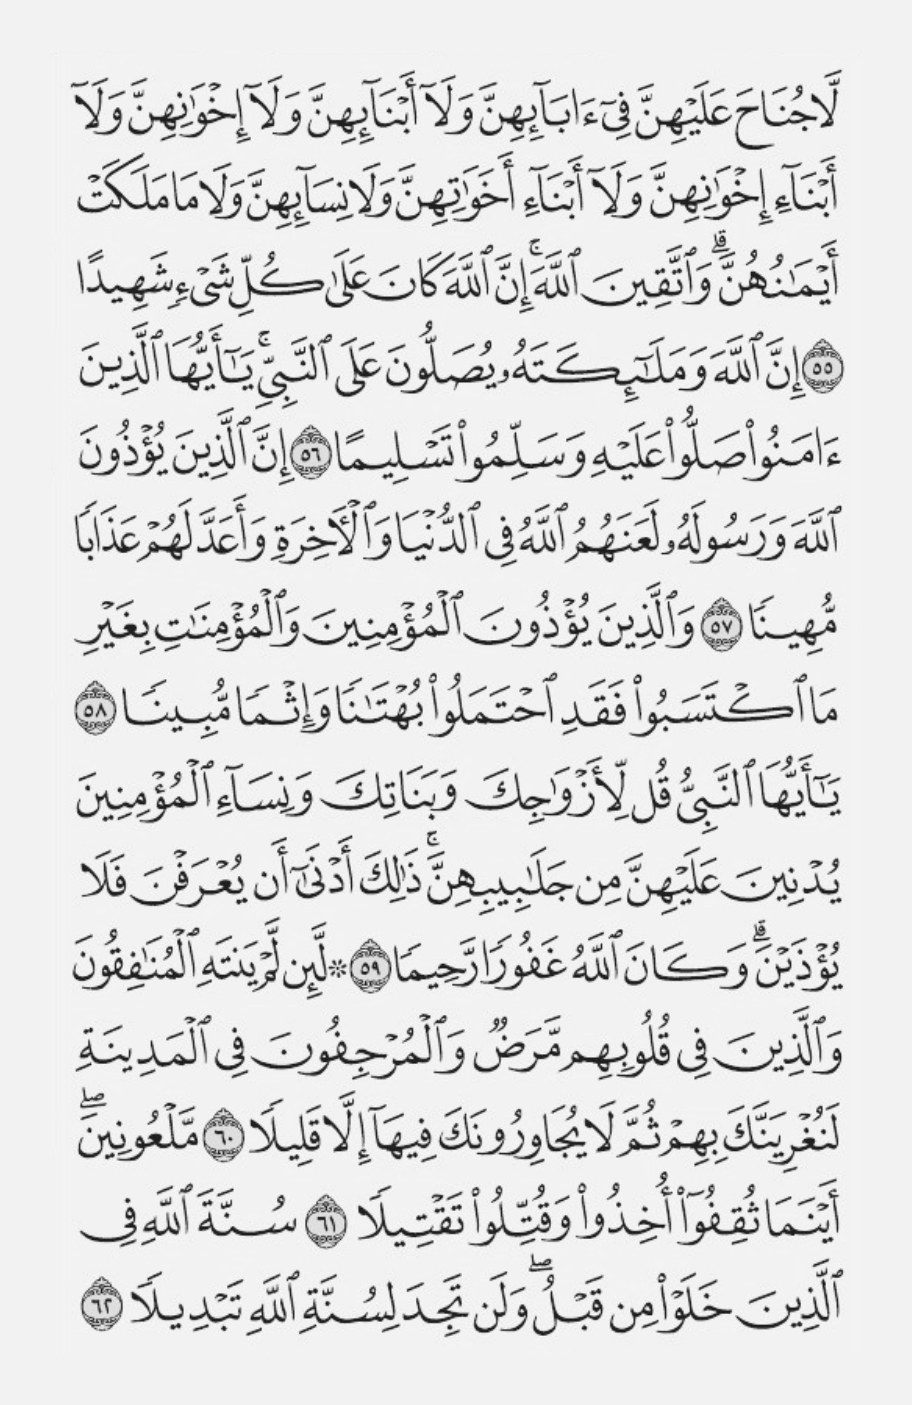 لَّا جُنَاحَ عَلَيْهِنَّ فِىٓ ءَابَآئِهِنَّ وَلَآ أَبْنَآئِهِنَّ وَلَآ إِخْوَٰنِهِنَّ وَلَآ
أَبْنَآءِ إِخْوَٰنِهِنَّ وَلَآ أَبْنَآءِ أَخَوَٰتِهِنَّ وَلَا نِسَآئِهِنَّ وَلَا مَا مَلَكَتْ
أَيْمَٰنُهُنَّ ۗ وَٱتَّقِينَ ٱللَّهَ ۚ إِنَّ ٱللَّهَ كَانَ عَلَىٰ كُلِّ شَىْءٍ شَهِيدًا
٥٥ إِنَّ ٱللَّهَ وَمَلَٰٓئِكَتَهُۥ يُصَلُّونَ عَلَى ٱلنَّبِىِّ ۚ يَٰٓأَيُّهَا ٱلَّذِينَ
ءَامَنُوا۟ صَلُّوا۟ عَلَيْهِ وَسَلِّمُوا۟ تَسْلِيمًا ٥٦ إِنَّ ٱلَّذِينَ يُؤْذُونَ
ٱللَّهَ وَرَسُولَهُۥ لَعَنَهُمُ ٱللَّهُ فِى ٱلدُّنْيَا وَٱلْءَاخِرَةِ وَأَعَدَّ لَهُمْ عَذَابًا
مُّهِينًا ٥٧ وَٱلَّذِينَ يُؤْذُونَ ٱلْمُؤْمِنِينَ وَٱلْمُؤْمِنَٰتِ بِغَيْرِ
مَا ٱكْتَسَبُوا۟ فَقَدِ ٱحْتَمَلُوا۟ بُهْتَٰنًا وَإِثْمًا مُّبِينًا ٥٨
يَٰٓأَيُّهَا ٱلنَّبِىُّ قُل لِّأَزْوَٰجِكَ وَبَنَاتِكَ وَنِسَآءِ ٱلْمُؤْمِنِينَ
يُدْنِينَ عَلَيْهِنَّ مِن جَلَٰبِيبِهِنَّ ۚ ذَٰلِكَ أَدْنَىٰٓ أَن يُعْرَفْنَ فَلَا
يُؤْذَيْنَ ۗ وَكَانَ ٱللَّهُ غَفُورًا رَّحِيمًا ٥٩ * لَّئِن لَّمْ يَنتَهِ ٱلْمُنَٰفِقُونَ
وَٱلَّذِينَ فِى قُلُوبِهِم مَّرَضٌ وَٱلْمُرْجِفُونَ فِى ٱلْمَدِينَةِ
لَنُغْرِيَنَّكَ بِهِمْ ثُمَّ لَا يُجَاوِرُونَكَ فِيهَآ إِلَّا قَلِيلًا ٦٠ مَّلْعُونِينَ ۖ
أَيْنَمَا ثُقِفُوٓا۟ أُخِذُوا۟ وَقُتِّلُوا۟ تَقْتِيلًا ٦١ سُنَّةَ ٱللَّهِ فِى
ٱلَّذِينَ خَلَوْا۟ مِن قَبْلُ ۖ وَلَن تَجِدَ لِسُنَّةِ ٱللَّهِ تَبْدِيلًا ٦٢